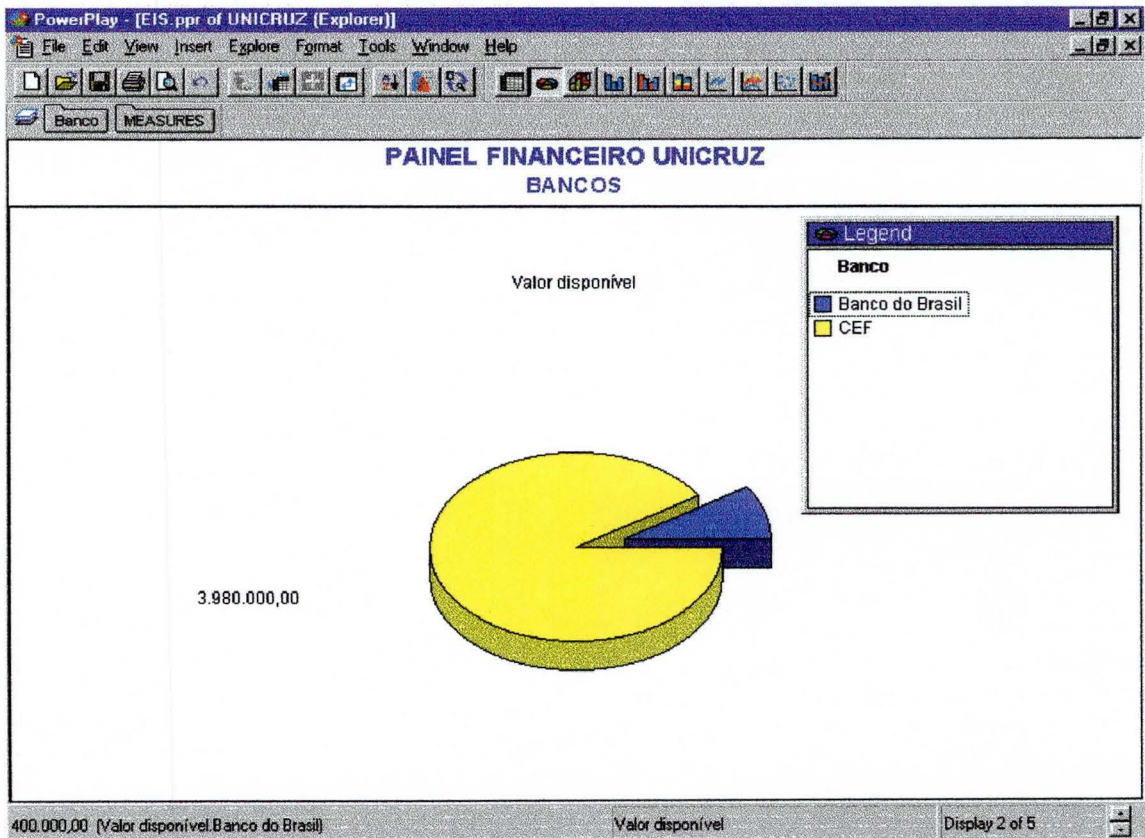 PowerPlay - [EIS.ppr of UNICRUZ (Explorer)]
File Edit View Insert Explore Format Tools Window Help
Banco MEASURES
PAINEL FINANCEIRO UNICRUZ
BANCOS
Legend
Banco
Banco do Brasil
CEF
Valor disponível
3.980.000,00
400.000,00 (Valor disponível.Banco do Brasil) Valor disponível Display 2 of 5